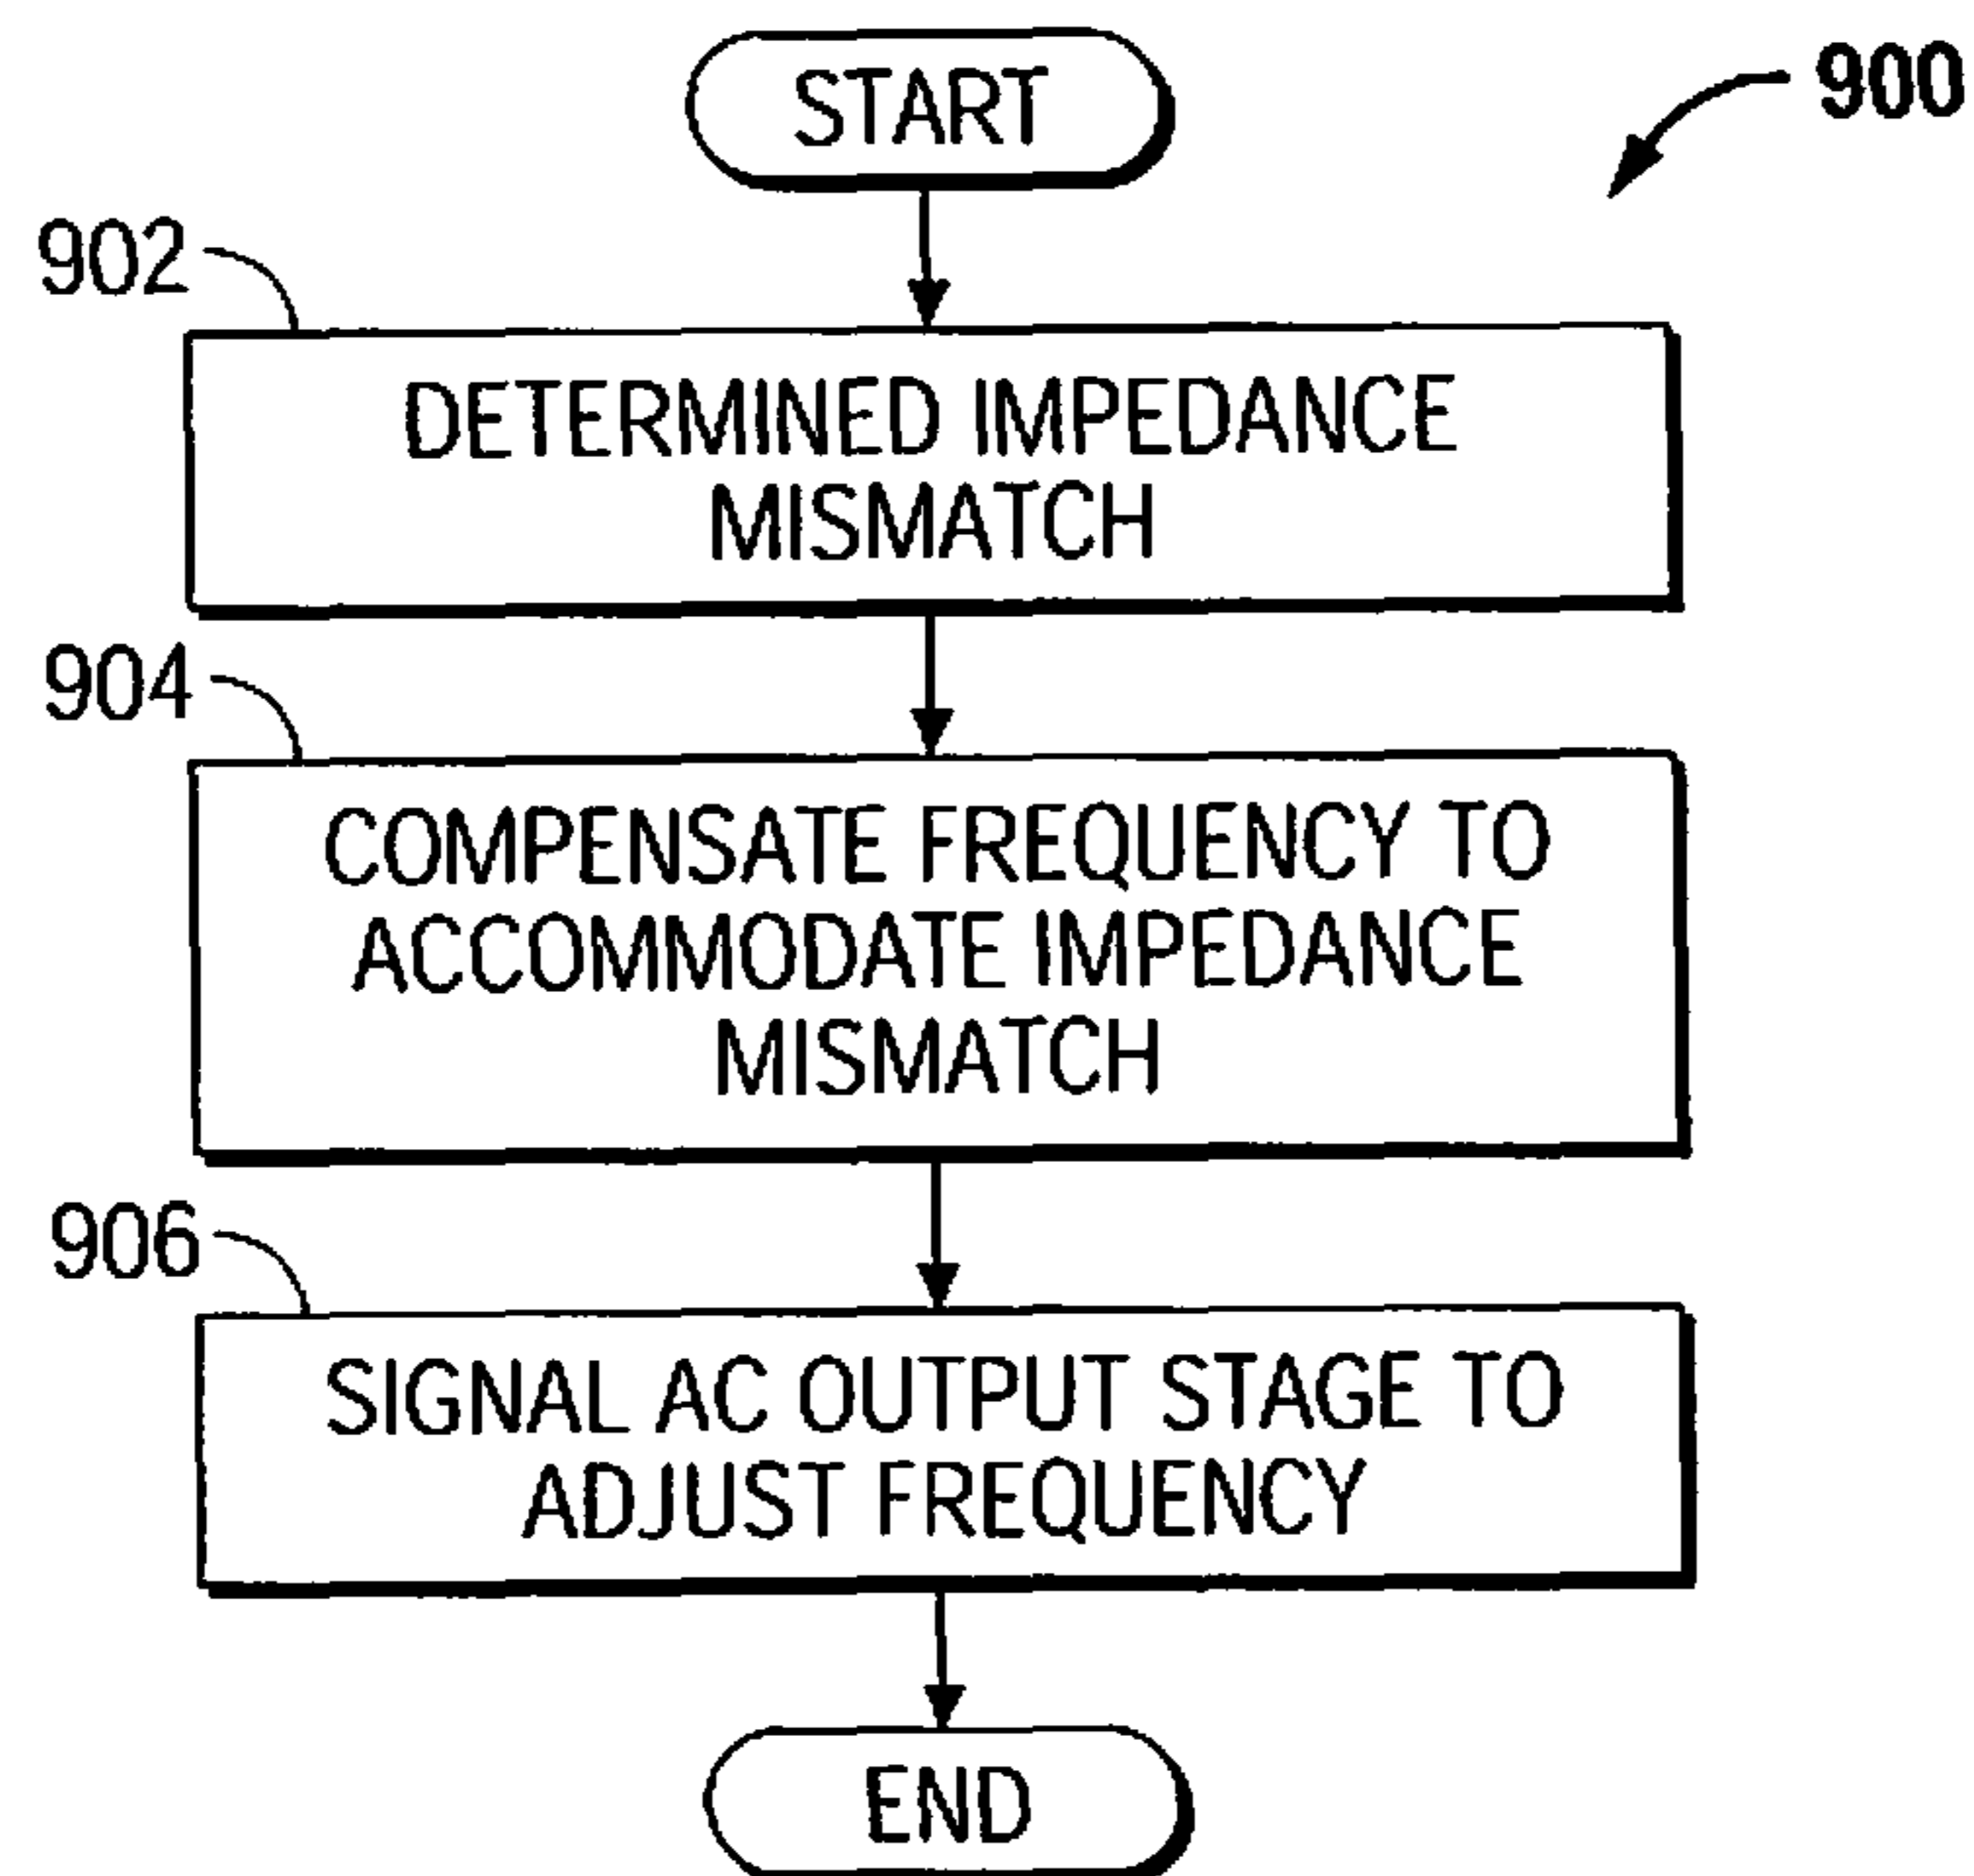 START
900
902
DETERMINED IMPEDANCE
MISMATCH
904
COMPENSATE FREQUENCY TO
ACCOMMODATE IMPEDANCE
MISMATCH
906
SIGNAL AC OUTPUT STAGE TO
ADJUST FREQUENCY
END